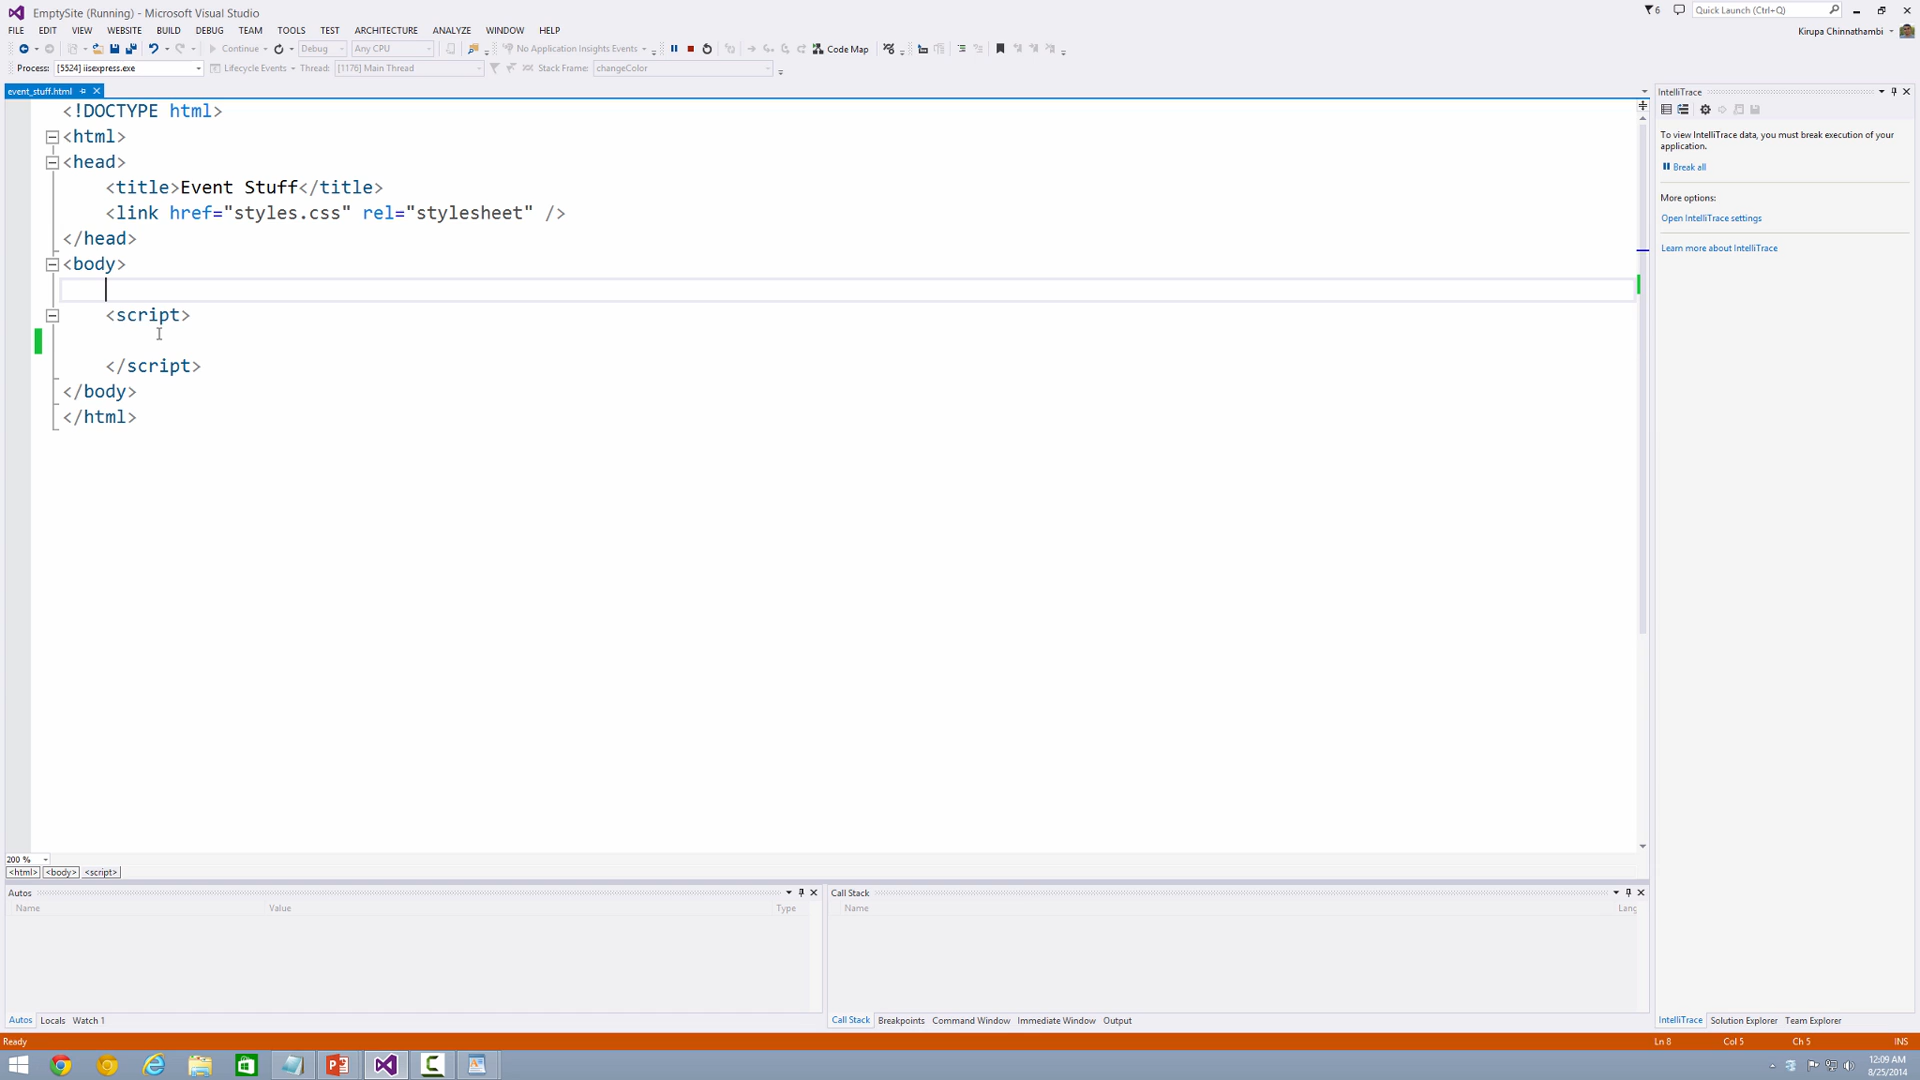 EmptySite (Running) - Microsoft Visual Studio
6
Quick Launch (Ctrl+Q)
FILE EDIT VIEW WEBSITE BUILD DEBUG TEAM TOOLS TEST ARCHITECTURE ANALYZE WINDOW HELP
Kirupa Chinnathambi
Continue Debug Any CPU No Application Insights Events Code Map
Process: [5524] iisexpress.exe Lifecycle Events Thread: [1176] Main Thread Stack Frame: changeColor
event_stuff.html
<!DOCTYPE html>
<html>
<head>
<title>Event Stuff</title>
<link href="styles.css" rel="stylesheet" />
</head>
<body>
<script>
</script>
</body>
</html>
IntelliTrace
To view IntelliTrace data, you must break execution of your
application.
Break all
More options:
Open IntelliTrace settings
Learn more about IntelliTrace
200 %
<html> <body> <script>
Autos
Name Value Type
Call Stack
Name Lang
Autos Locals Watch 1
Call Stack Breakpoints Command Window Immediate Window Output
IntelliTrace Solution Explorer Team Explorer
Ready
Ln 8 Col 5 Ch 5 INS
12:09 AM
8/25/2014